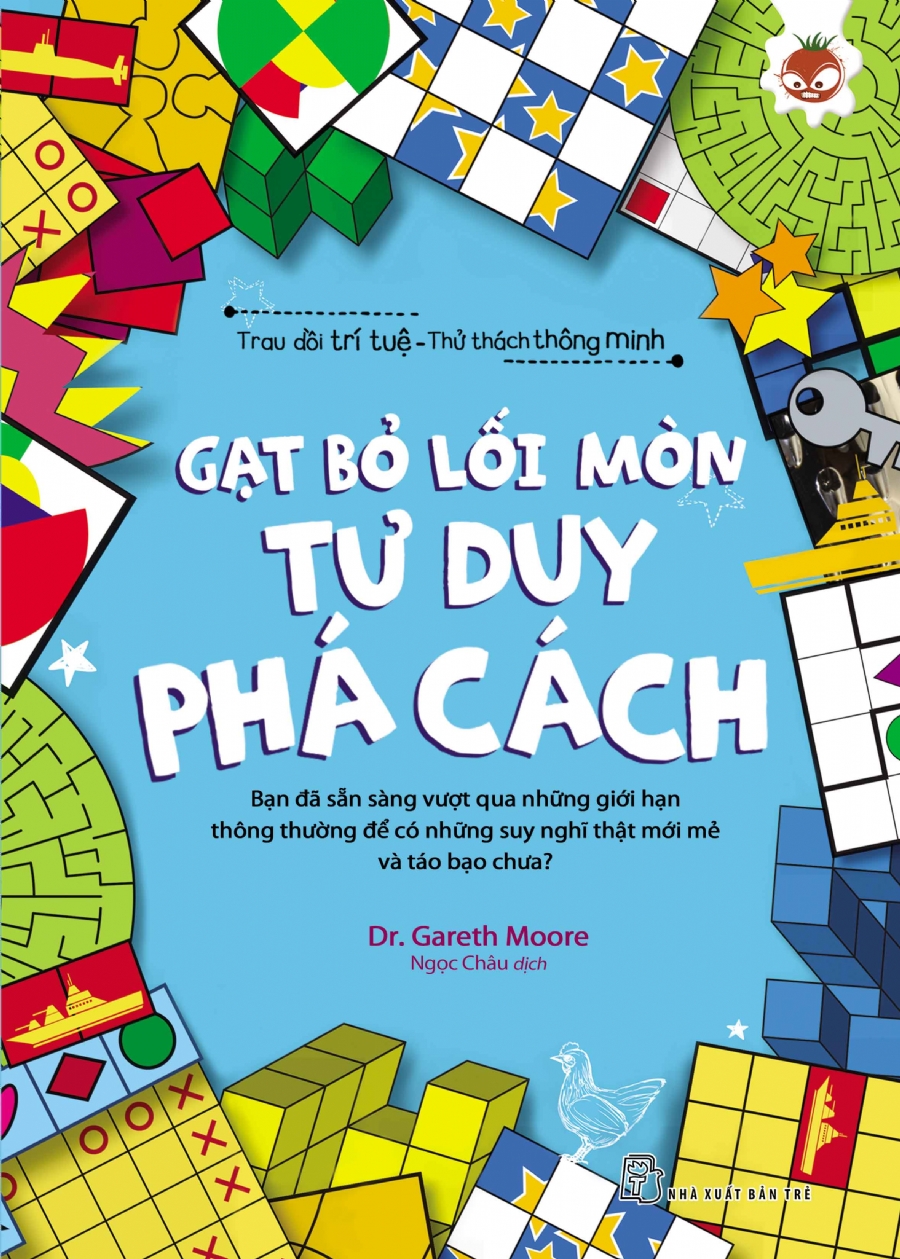 Trau dồi trí tuệ - Thử thách thông minh
GẠT BỎ LỐI MÒN
TƯ DUY
PHÁ CÁCH
Bạn đã sẵn sàng vượt qua những giới hạn
thông thường để có những suy nghĩ thật mới mẻ
và táo bạo chưa?
Dr. Gareth Moore
Ngọc Châu dịch
NHÀ XUẤT BẢN TRẺ